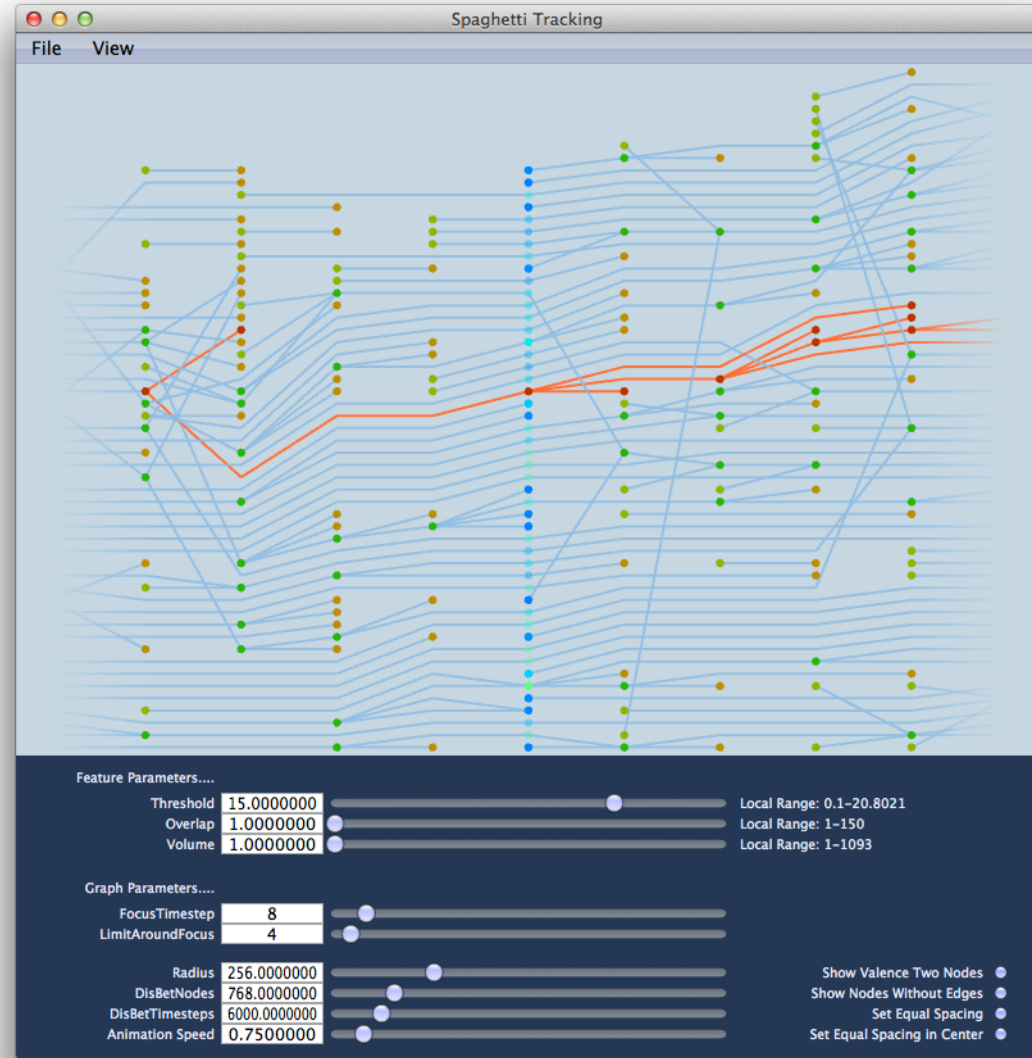 Spaghetti Tracking
File View
Feature Parameters....
Threshold 15.0000000 Local Range: 0.1-20.8021
Overlap 1.0000000 Local Range: 1-150
Volume 1.0000000 Local Range: 1-1093
Graph Parameters....
FocusTimestep 8
LimitAroundFocus 4
Radius 256.0000000 Show Valence Two Nodes
DisBetNodes 768.0000000 Show Nodes Without Edges
DisBetTimesteps 6000.0000000 Set Equal Spacing
Animation Speed 0.7500000 Set Equal Spacing in Center